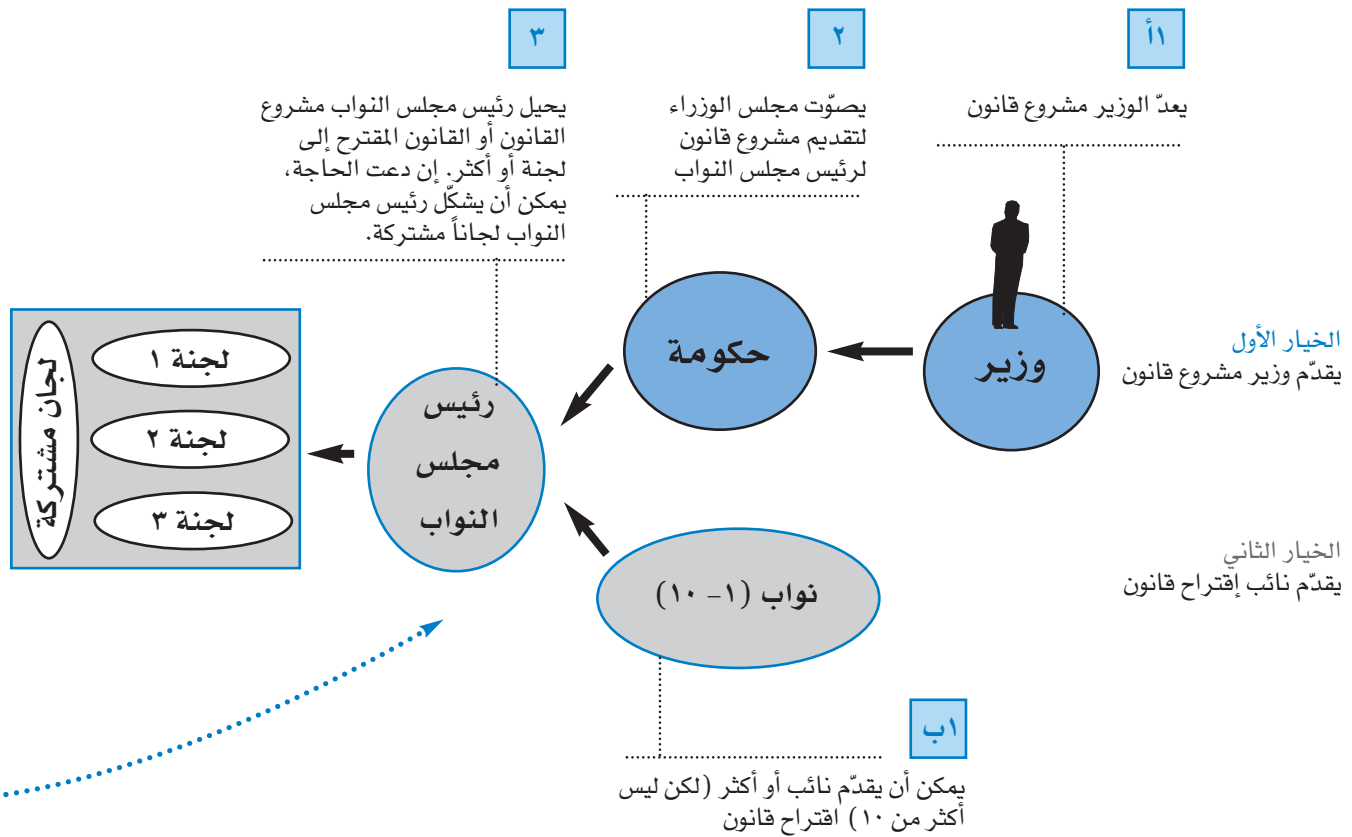 ١أ
يعدّ الوزير مشروع قانون
٢
يصوّت مجلس الوزراء
لتقديم مشروع قانون
لرئيس مجلس النواب
٣
يحيل رئيس مجلس النواب مشروع
القانون أو القانون المقترح إلى
لجنة أو أكثر. إن دعت الحاجة،
يمكن أن يشكّل رئيس مجلس
النواب لجاناً مشتركة.
الخيار الأول
يقدّم وزير مشروع قانون
وزير
حكومة
رئيس
مجلس
النواب
لجنة ١
لجنة ٢
لجنة ٣
لجان مشتركة
الخيار الثاني
يقدّم نائب إقتراح قانون
نواب (١- ١٠)
١ب
يمكن أن يقدّم نائب أو أكثر (لكن ليس
أكثر من ١٠) اقتراح قانون